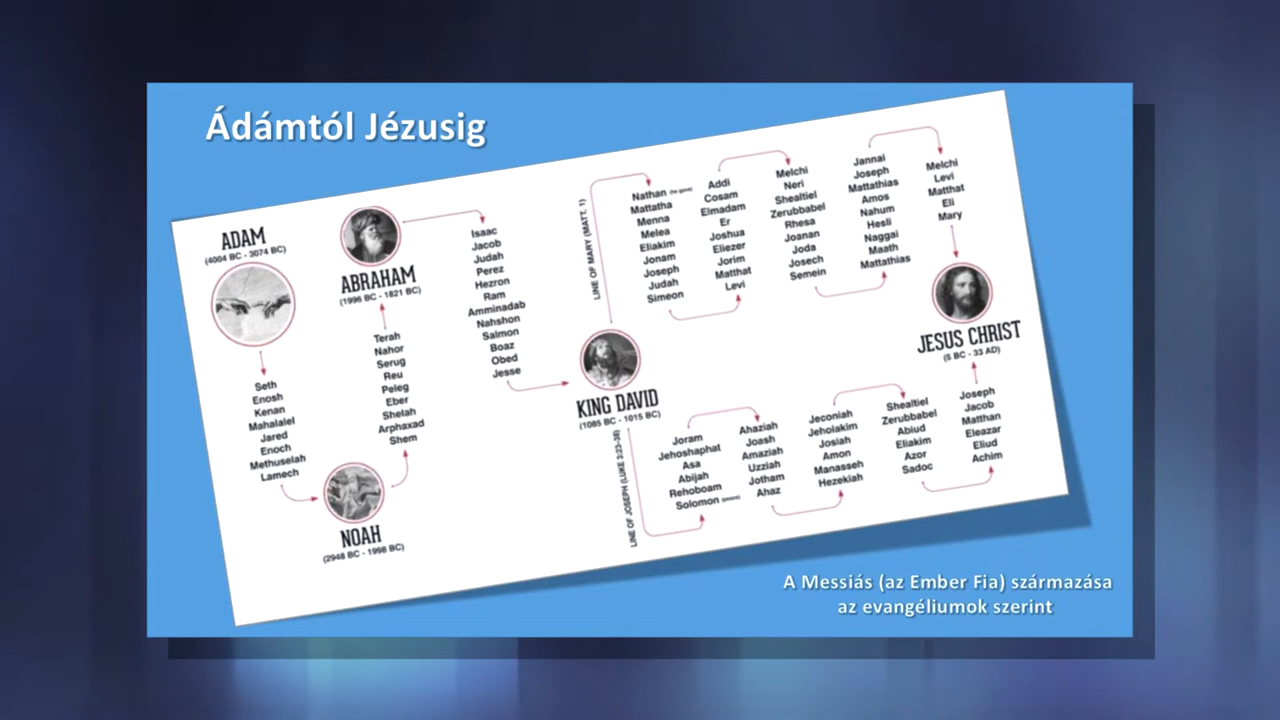 Ádámtól Jézusig
ADAM
(4004 BC - 3074 BC)
Seth
Enosh
Kenan
Mahalalel
Jared
Enoch
Methuselah
Lamech
NOAH
(2948 BC - 1998 BC)
Terah
Nahor
Serug
Reu
Peleg
Eber
Shelah
Arphaxad
Shem
ABRAHAM
(1996 BC - 1821 BC)
Isaac
Jacob
Judah
Perez
Hezron
Ram
Amminadab
Nahshon
Salmon
Boaz
Obed
Jesse
KING DAVID
(1085 BC - 1015 BC)
LINE OF MARY (MATT. 1)
Nathan (he gave)
Mattatha
Menna
Melea
Eliakim
Jonam
Joseph
Judah
Simeon
Addi
Cosam
Elmadam
Er
Joshua
Eliezer
Jorim
Matthat
Levi
Melchi
Neri
Shealtiel
Zerubbabel
Rhesa
Joanan
Joda
Josech
Semein
Jannai
Joseph
Mattathias
Amos
Nahum
Hesli
Naggai
Maath
Mattathias
Melchi
Levi
Matthat
Eli
Mary
LINE OF JOSEPH (LUKE 3:23-38)
Joram
Jehoshaphat
Asa
Abijah
Rehoboam
Solomon (peace)
Ahaziah
Joash
Amaziah
Uzziah
Jotham
Ahaz
Jeconiah
Jehoiakim
Josiah
Amon
Manasseh
Hezekiah
Shealtiel
Zerubbabel
Abiud
Eliakim
Azor
Sadoc
Joseph
Jacob
Matthan
Eleazar
Eliud
Achim
JESUS CHRIST
(5 BC - 33 AD)
A Messiás (az Ember Fia) származása
az evangéliumok szerint